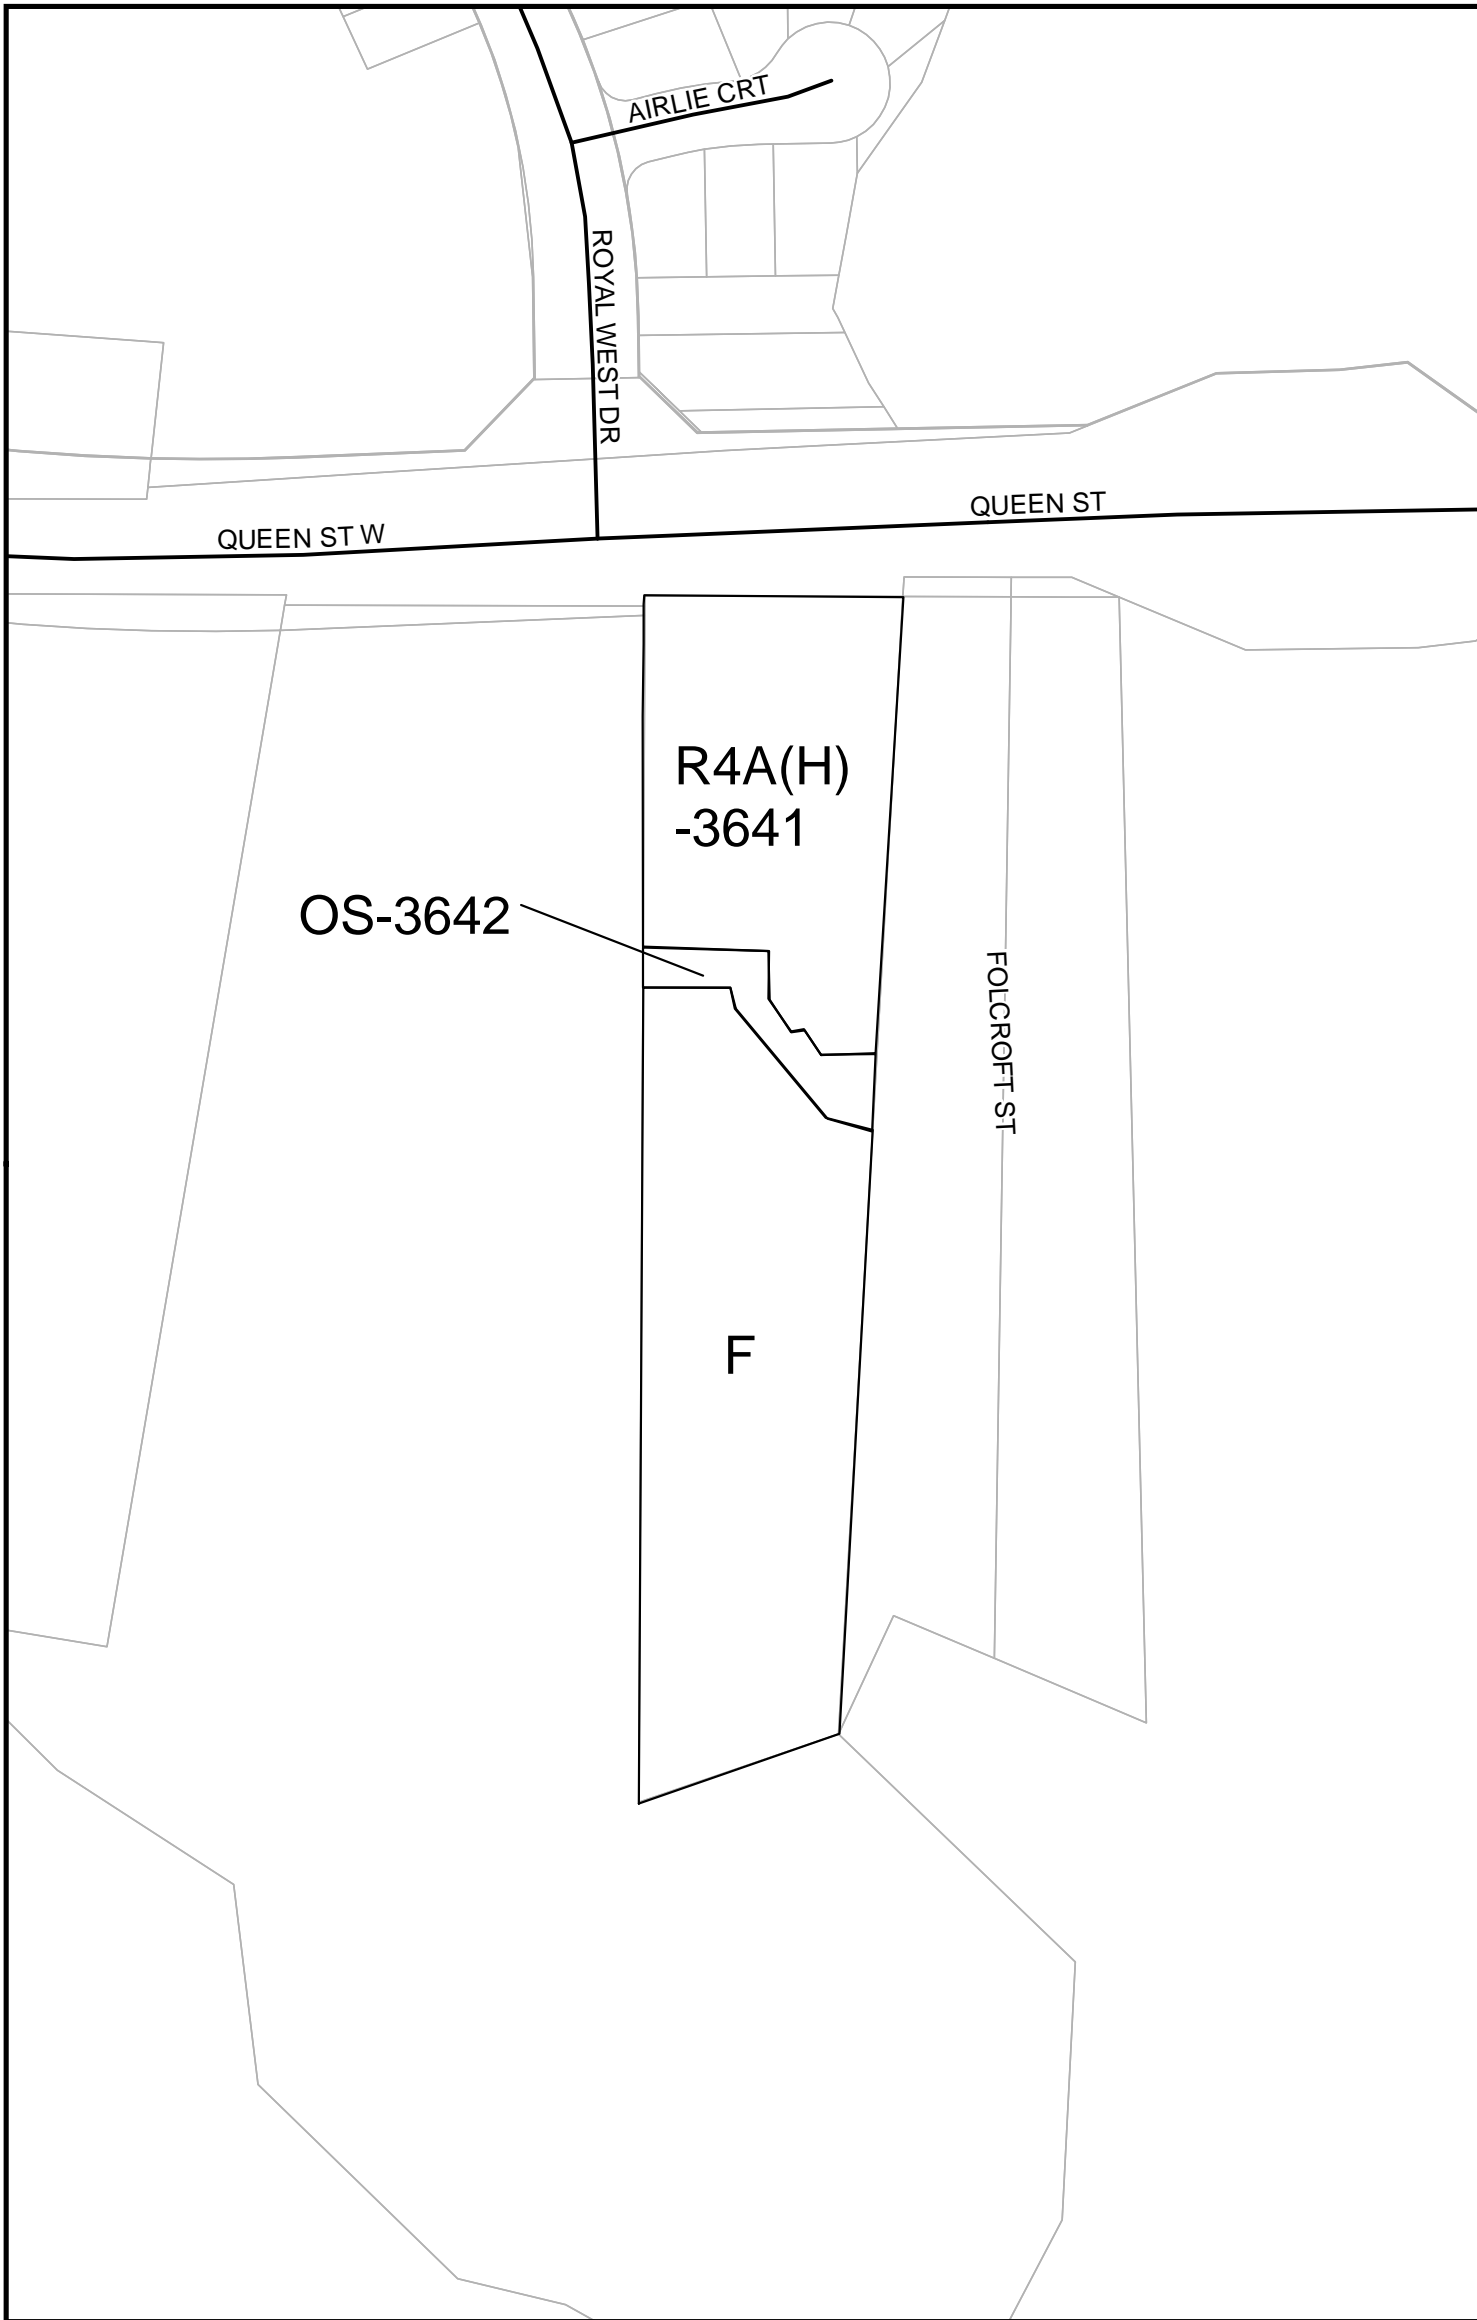 AIRLIE CRT
ROYAL WEST DR
QUEEN ST
QUEEN ST W
R4A(H)
-3641
OS-3642
FOLCROFT ST
F